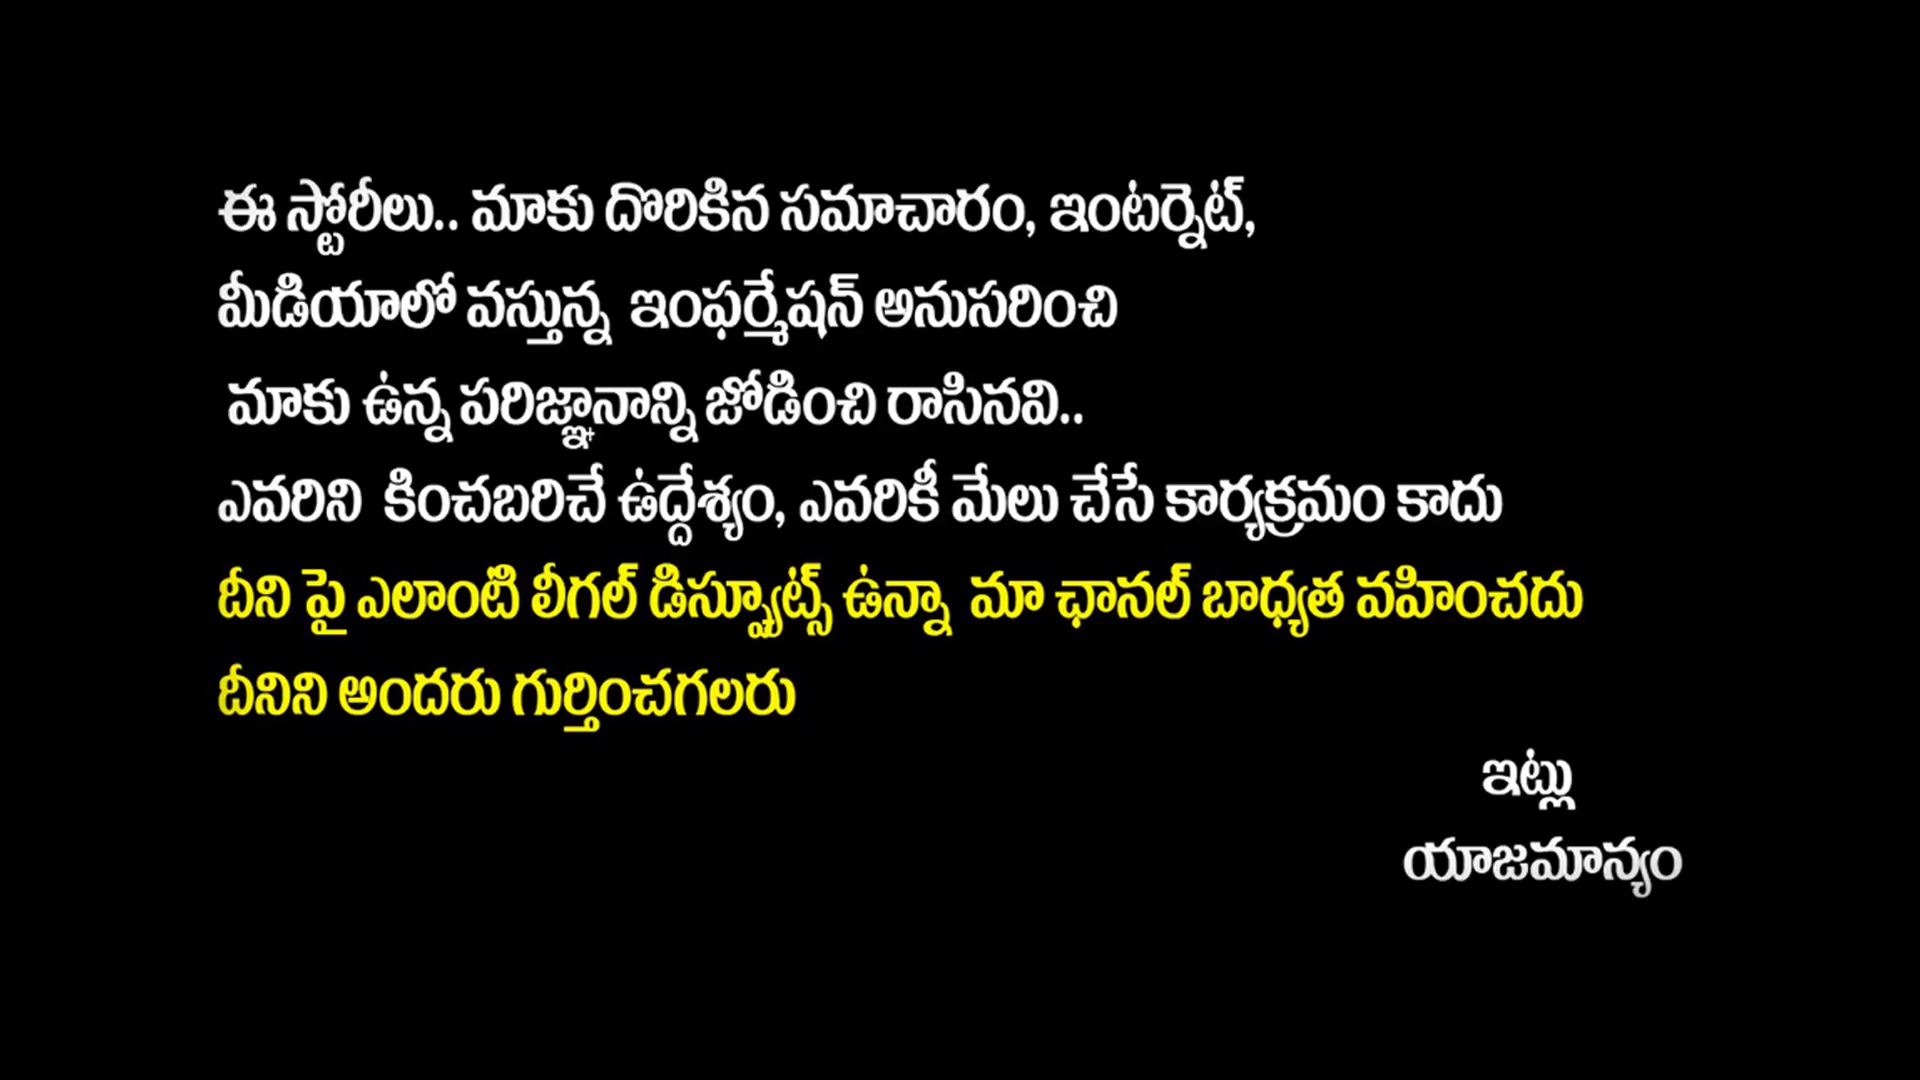 ఈ స్టోరీలు.. మాకు దొరికిన సమాచారం, ఇంటర్నెట్,
మీడియాలో వస్తున్న ఇంఫర్మేషన్ అనుసరించి
మాకు ఉన్న పరిజ్ఞానాన్ని జోడించి రాసినవి..
ఎవరిని కించబరిచే ఉద్దేశ్యం, ఎవరికీ మేలు చేసే కార్యక్రమం కాదు
దీని పై ఎలాంటి లీగల్ డిస్ప్యూట్స్ ఉన్నా మా ఛానల్ బాధ్యత వహించదు
దీనిని అందరు గుర్తించగలరు
ఇట్లు
యాజమాన్యం